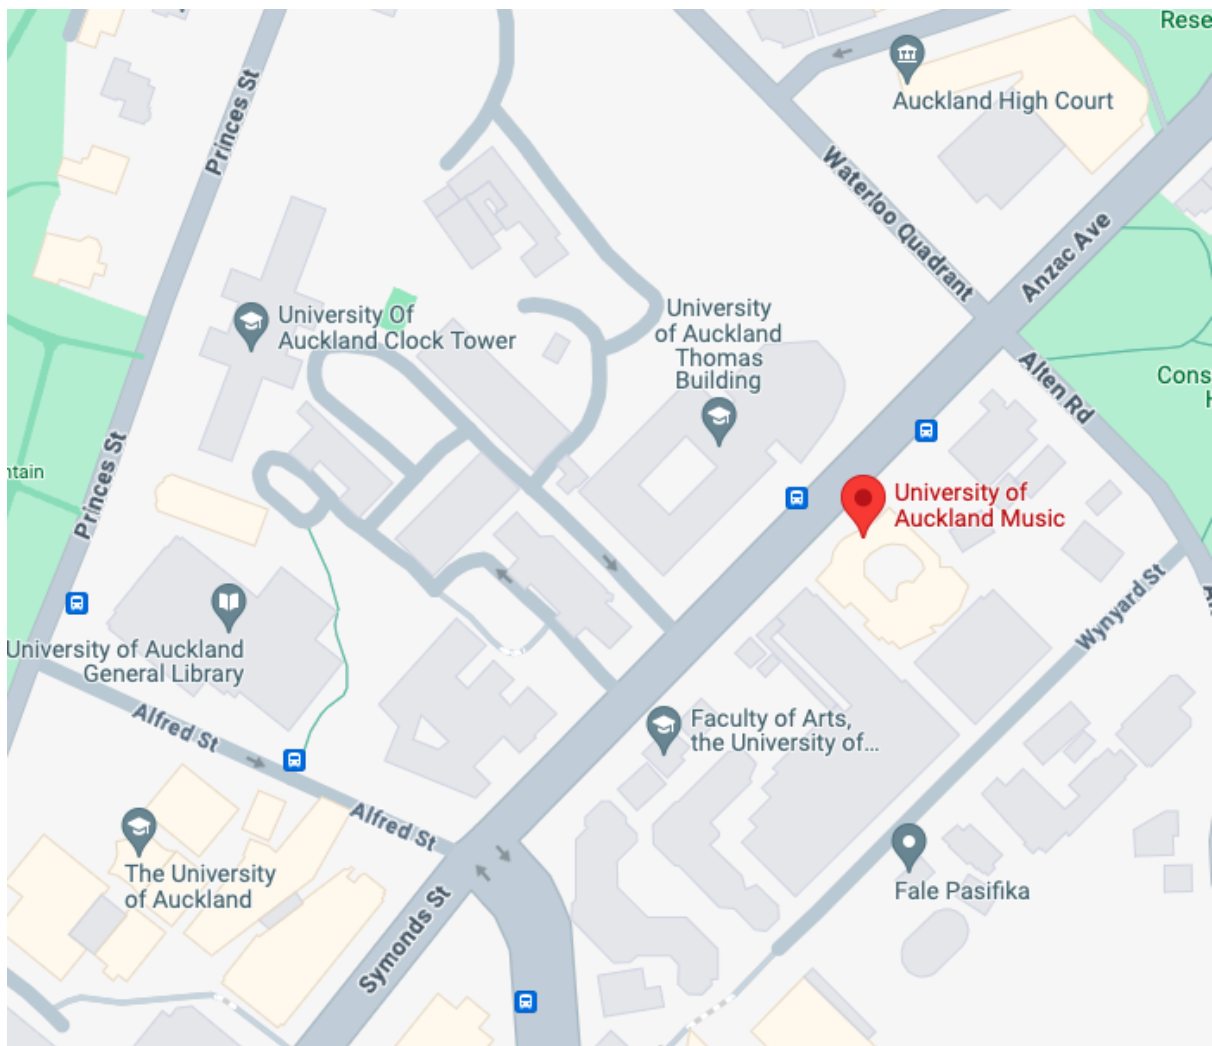 Rese
Auckland High Court
Princes St
Waterloo Quadrant
Anzac Ave
University Of
Auckland Clock Tower
University
of Auckland
Thomas
Building
Alten Rd
Cons
H
ntain
Princes St
University of
Auckland Music
Wynyard St
University of Auckland
General Library
Alfred St
Faculty of Arts,
the University of...
Alfred St
The University
of Auckland
Fale Pasifika
Symonds St